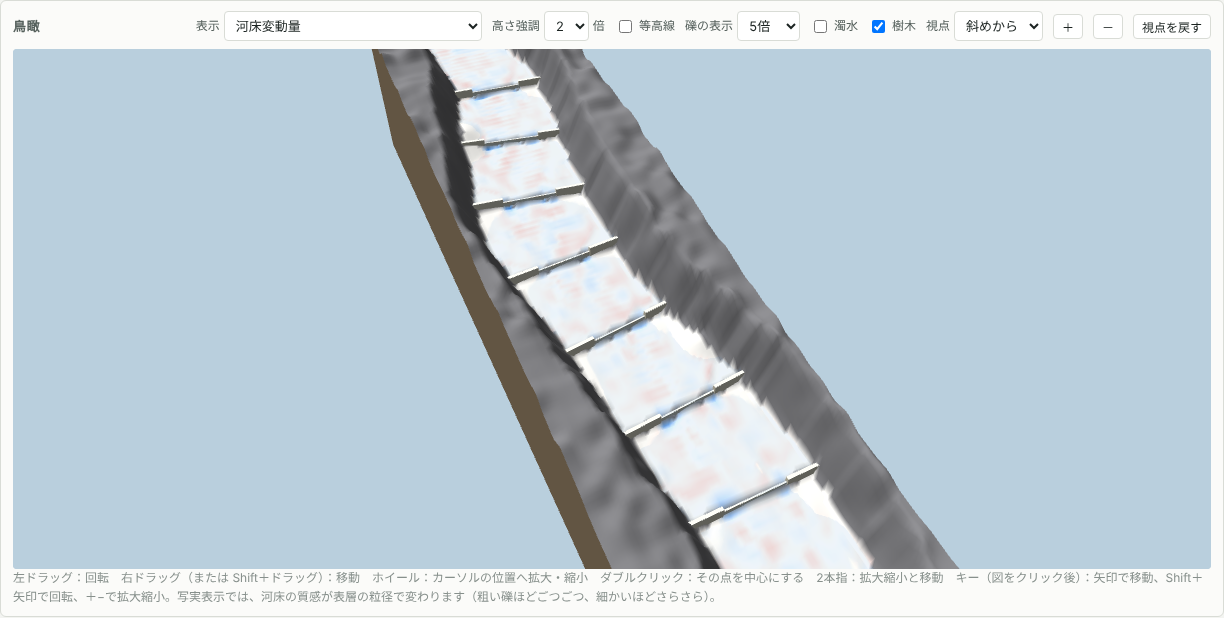 鳥瞰 表示 河床変動量 高さ強調 2 倍 等高線 礫の表示 5倍 濁水 樹木 視点 斜めから ＋ − 視点を戻す
左ドラッグ：回転　右ドラッグ（または Shift＋ドラッグ）：移動　ホイール：カーソルの位置へ拡大・縮小　ダブルクリック：その点を中心にする　2本指：拡大縮小と移動　キー（図をクリック後）：矢印で移動、Shift＋
矢印で回転、＋−で拡大縮小。写実表示では、河床の質感が表層の粒径で変わります（粗い礫ほどごつごつ、細かいほどさらさら）。